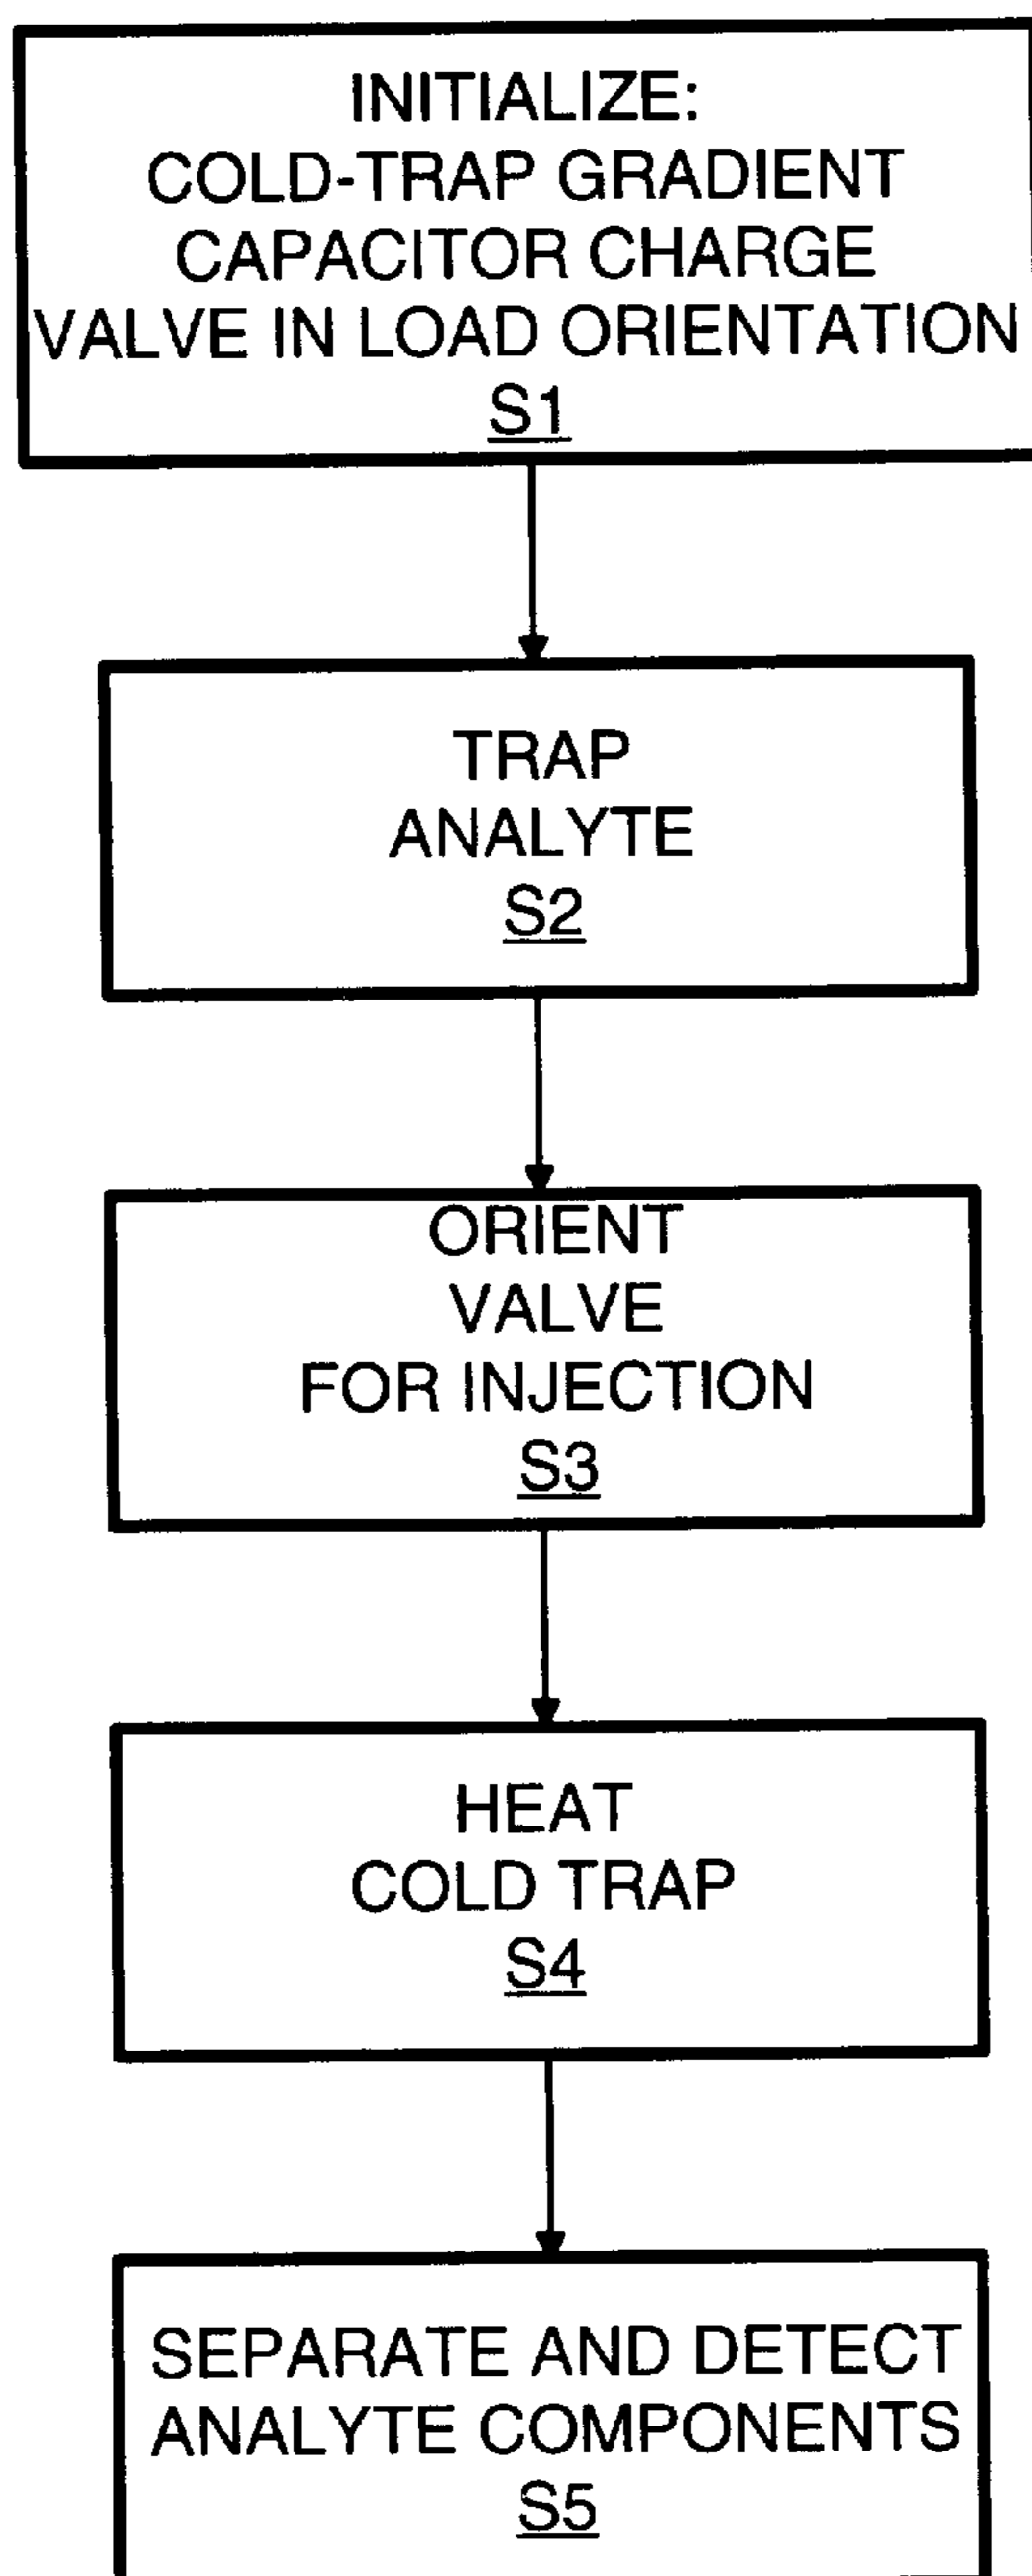 INITIALIZE:
COLD-TRAP GRADIENT
CAPACITOR CHARGE
VALVE IN LOAD ORIENTATION
S1
TRAP
ANALYTE
S2
ORIENT
VALVE
FOR INJECTION
S3
HEAT
COLD TRAP
S4
SEPARATE AND DETECT
ANALYTE COMPONENTS
S5